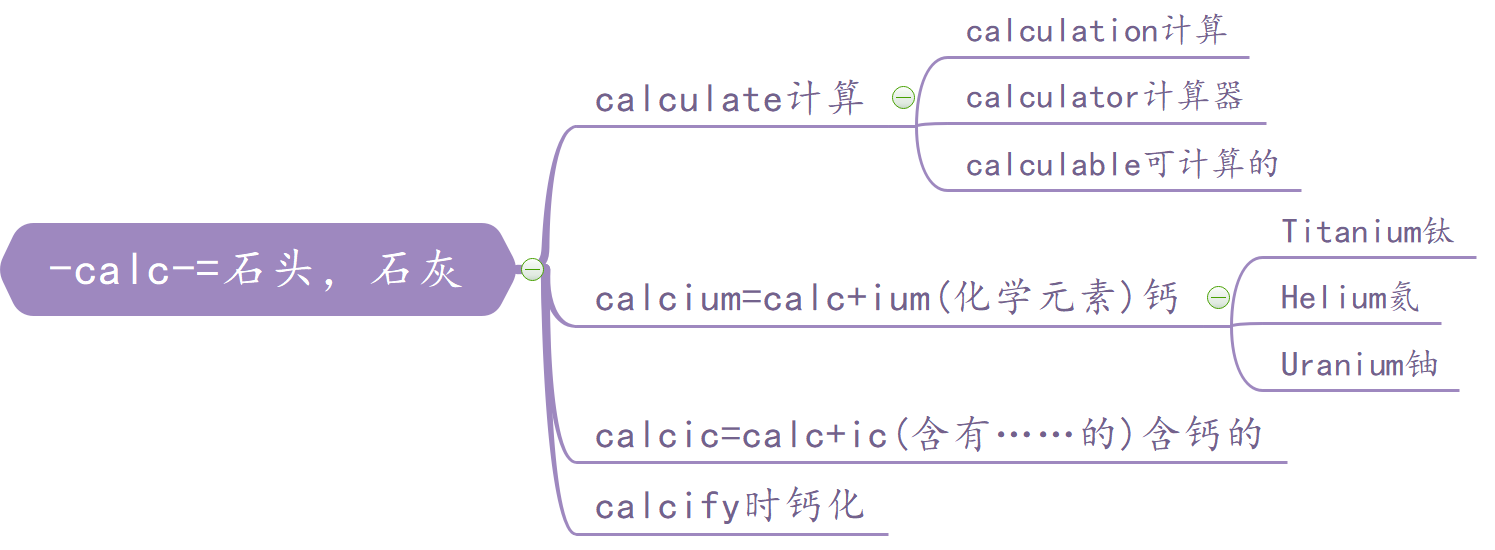 -calc-=石头，石灰
calculate计算
calculation计算
calculator计算器
calculable可计算的
calcium=calc+ium(化学元素)钙
Titanium钛
Helium氦
Uranium铀
calcic=calc+ic(含有……的)含钙的
calcify时钙化